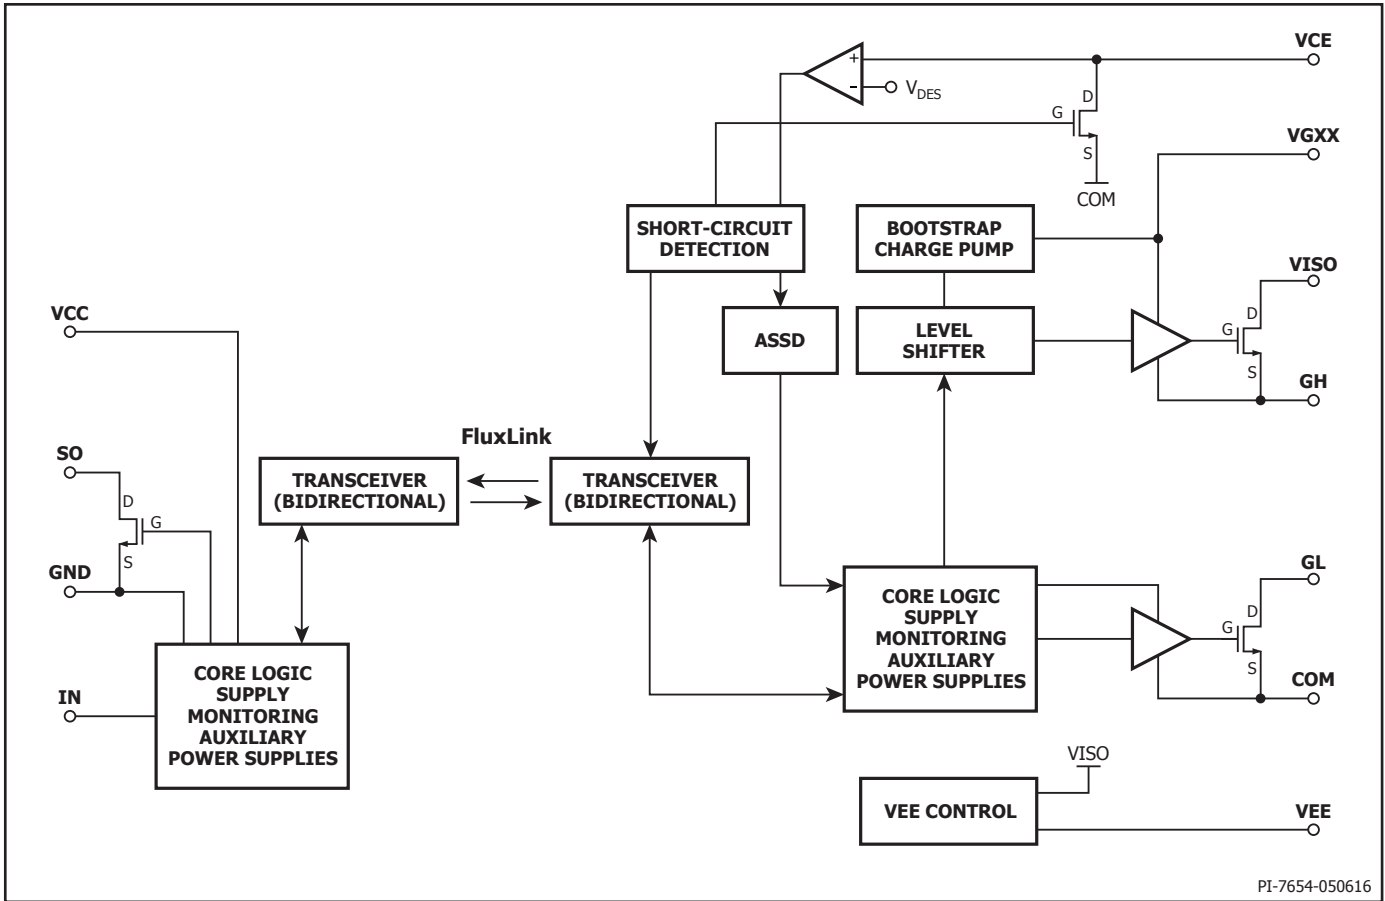 VCE
+
-
VDES
D
G
S
COM
VGXX
SHORT-CIRCUIT
DETECTION
BOOTSTRAP
CHARGE PUMP
VISO
VCC
ASSD
LEVEL
SHIFTER
D
G
S
GH
FluxLink
SO
TRANSCEIVER
(BIDIRECTIONAL)
TRANSCEIVER
(BIDIRECTIONAL)
D
G
S
GND
GL
CORE LOGIC
SUPPLY
MONITORING
AUXILIARY
POWER SUPPLIES
D
G
S
COM
IN
CORE LOGIC
SUPPLY
MONITORING
AUXILIARY
POWER SUPPLIES
VISO
VEE CONTROL
VEE
PI-7654-050616